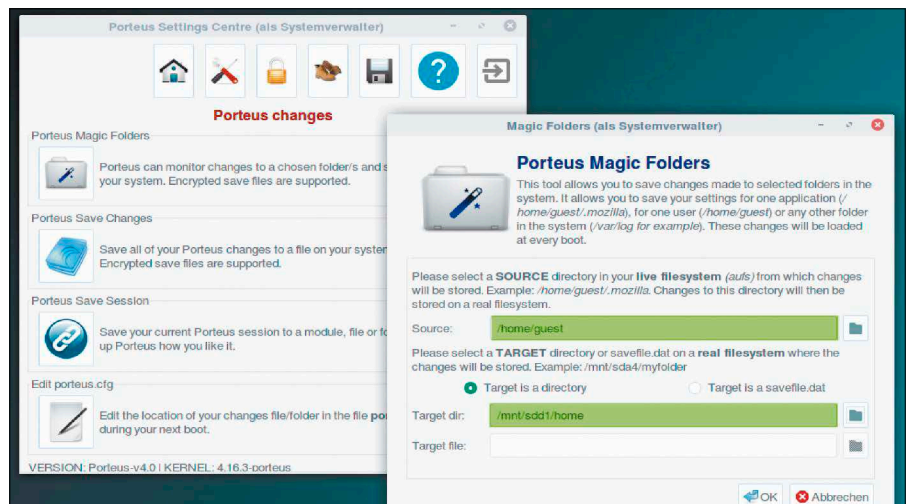 Porteus Settings Centre (als Systemverwalter)
Porteus changes
Porteus Magic Folders
Porteus can monitor changes to a chosen folder/s and s
your system. Encrypted save files are supported.
Porteus Save Changes
Save all of your Porteus changes to a file on your system
Encrypted save files are supported.
Porteus Save Session
Save your current Porteus session to a module, file or fo
up Porteus how you like it.
Edit porteus.cfg
Edit the location of your changes file/folder in the file por
during your next boot.
VERSION: Porteus-v4.0 | KERNEL: 4.16.3-porteus
Magic Folders (als Systemverwalter)
Porteus Magic Folders
This tool allows you to save changes made to selected folders in the
system. It allows you to save your settings for one application (/
home/guest/.mozilla), for one user (/home/guest) or any other folder
in the system (/var/log for example). These changes will be loaded
at every boot.
Please select a SOURCE directory in your live filesystem (aufs) from which changes
will be stored. Example: /home/guest/.mozilla. Changes to this directory will then be
stored on a real filesystem.
Source:
/home/guest
Please select a TARGET directory or savefile.dat on a real filesystem where the
changes will be stored. Example: /mnt/sda4/myfolder
Target is a directory
Target is a savefile.dat
Target dir:
/mnt/sdd1/home
Target file:
OK
Abbrechen